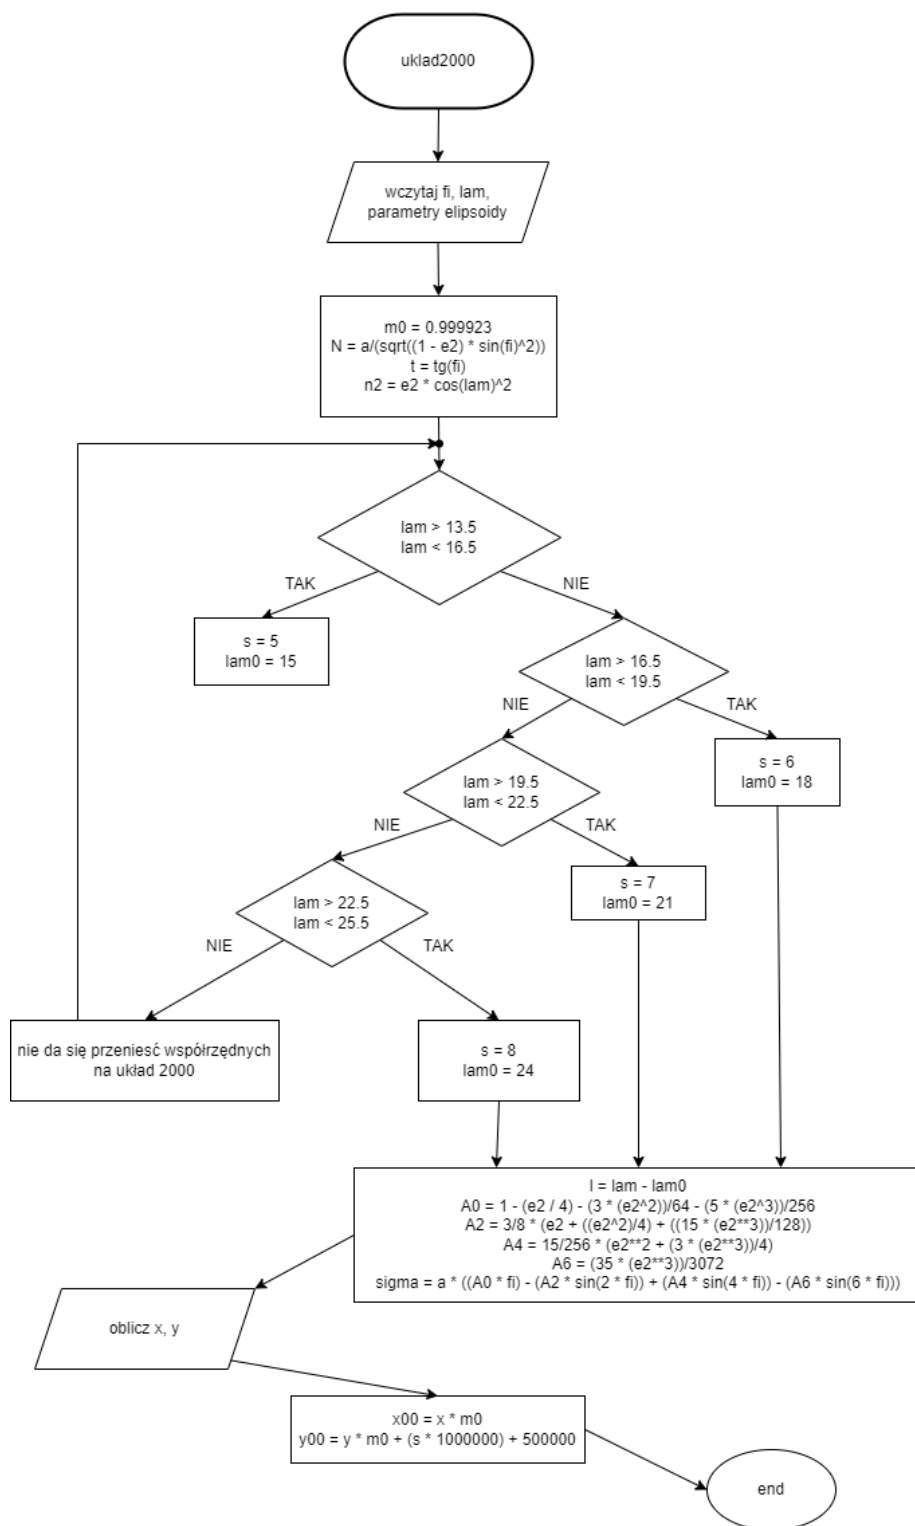 uklad2000
wczytaj fi, lam,
parametry elipsoidy
m0 = 0.999923
N = a/(sqrt((1 - e2) * sin(fi)^2))
t = tg(fi)
n2 = e2 * cos(lam)^2
lam > 13.5
lam < 16.5
TAK
NIE
s = 5
lam0 = 15
lam > 16.5
lam < 19.5
NIE
TAK
s = 6
lam0 = 18
lam > 19.5
lam < 22.5
NIE
TAK
s = 7
lam0 = 21
lam > 22.5
lam < 25.5
NIE
TAK
nie da się przenieść współrzędnych
na układ 2000
s = 8
lam0 = 24
l = lam - lam0
A0 = 1 - (e2 / 4) - (3 * (e2^2))/64 - (5 * (e2^3))/256
A2 = 3/8 * (e2 + ((e2^2)/4) + ((15 * (e2**3))/128))
A4 = 15/256 * (e2**2 + (3 * (e2**3))/4)
A6 = (35 * (e2**3))/3072
sigma = a * ((A0 * fi) - (A2 * sin(2 * fi)) + (A4 * sin(4 * fi)) - (A6 * sin(6 * fi)))
oblicz x, y
x00 = x * m0
y00 = y * m0 + (s * 1000000) + 500000
end